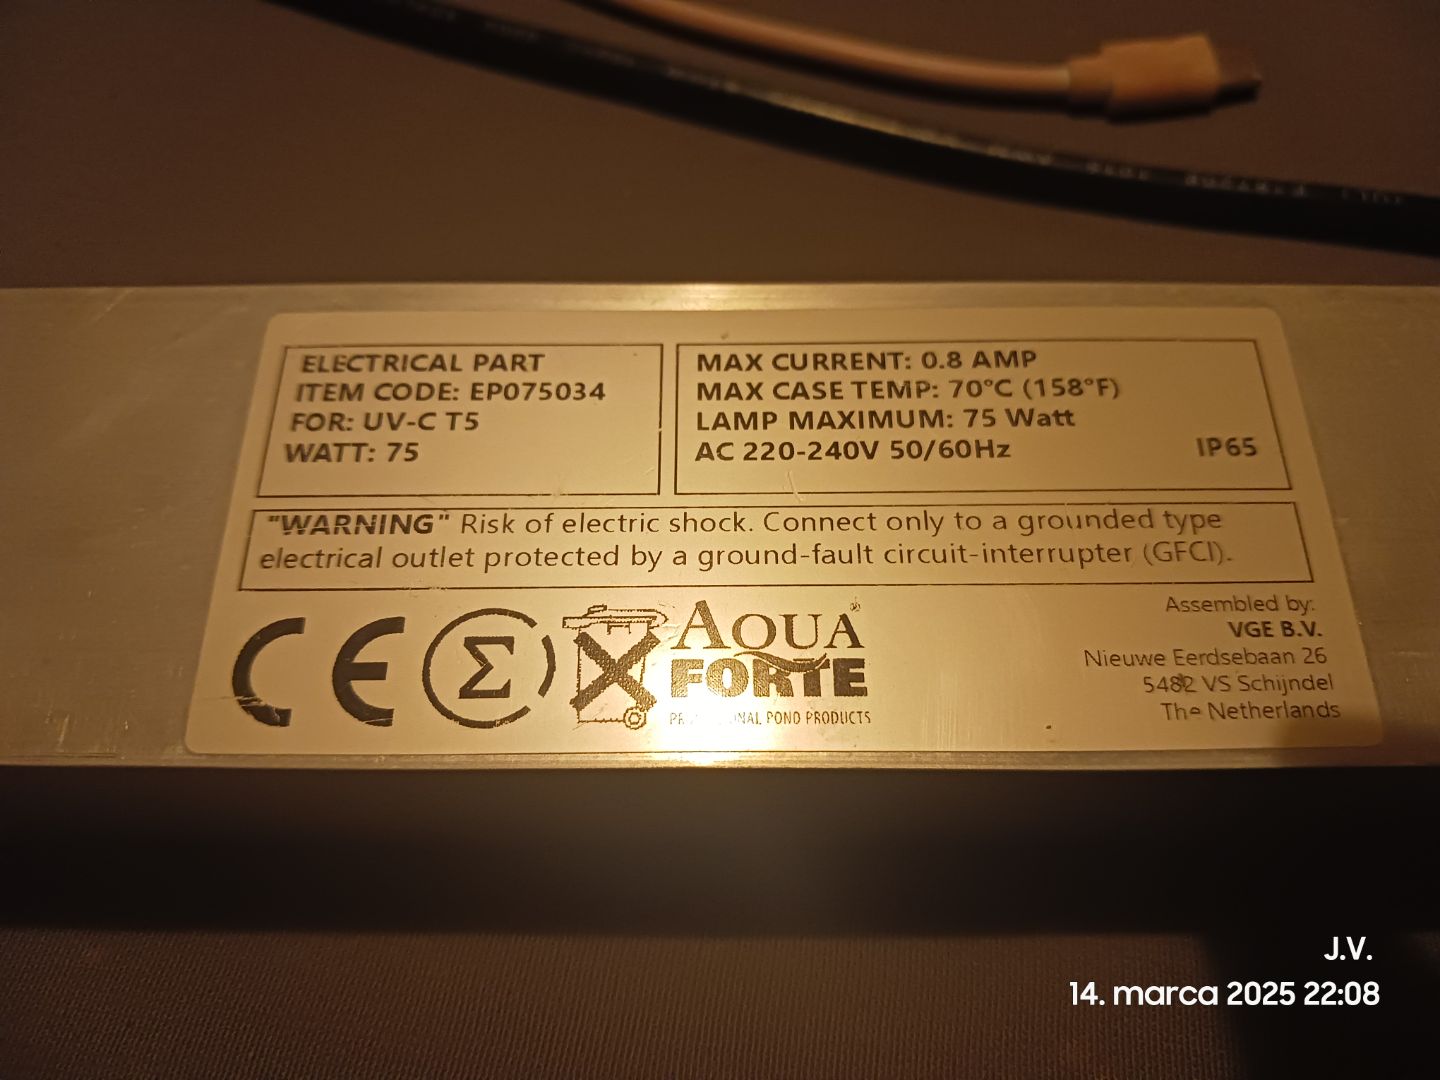 ELECTRICAL PART
ITEM CODE: EP075034
FOR: UV-C T5
WATT: 75
MAX CURRENT: 0.8 AMP
MAX CASE TEMP: 70°C (158°F)
LAMP MAXIMUM: 75 Watt
AC 220-240V 50/60Hz
IP65
"WARNING" Risk of electric shock. Connect only to a grounded type
electrical outlet protected by a ground-fault circuit-interrupter (GFCI).
CE
Σ
AQUA®
FORTE
POND PRODUCTS
Assembled by:
VGE B.V.
Nieuwe Eerdsebaan 26
5482 VS Schijndel
The Netherlands
J.V.
14. marca 2025 22:08